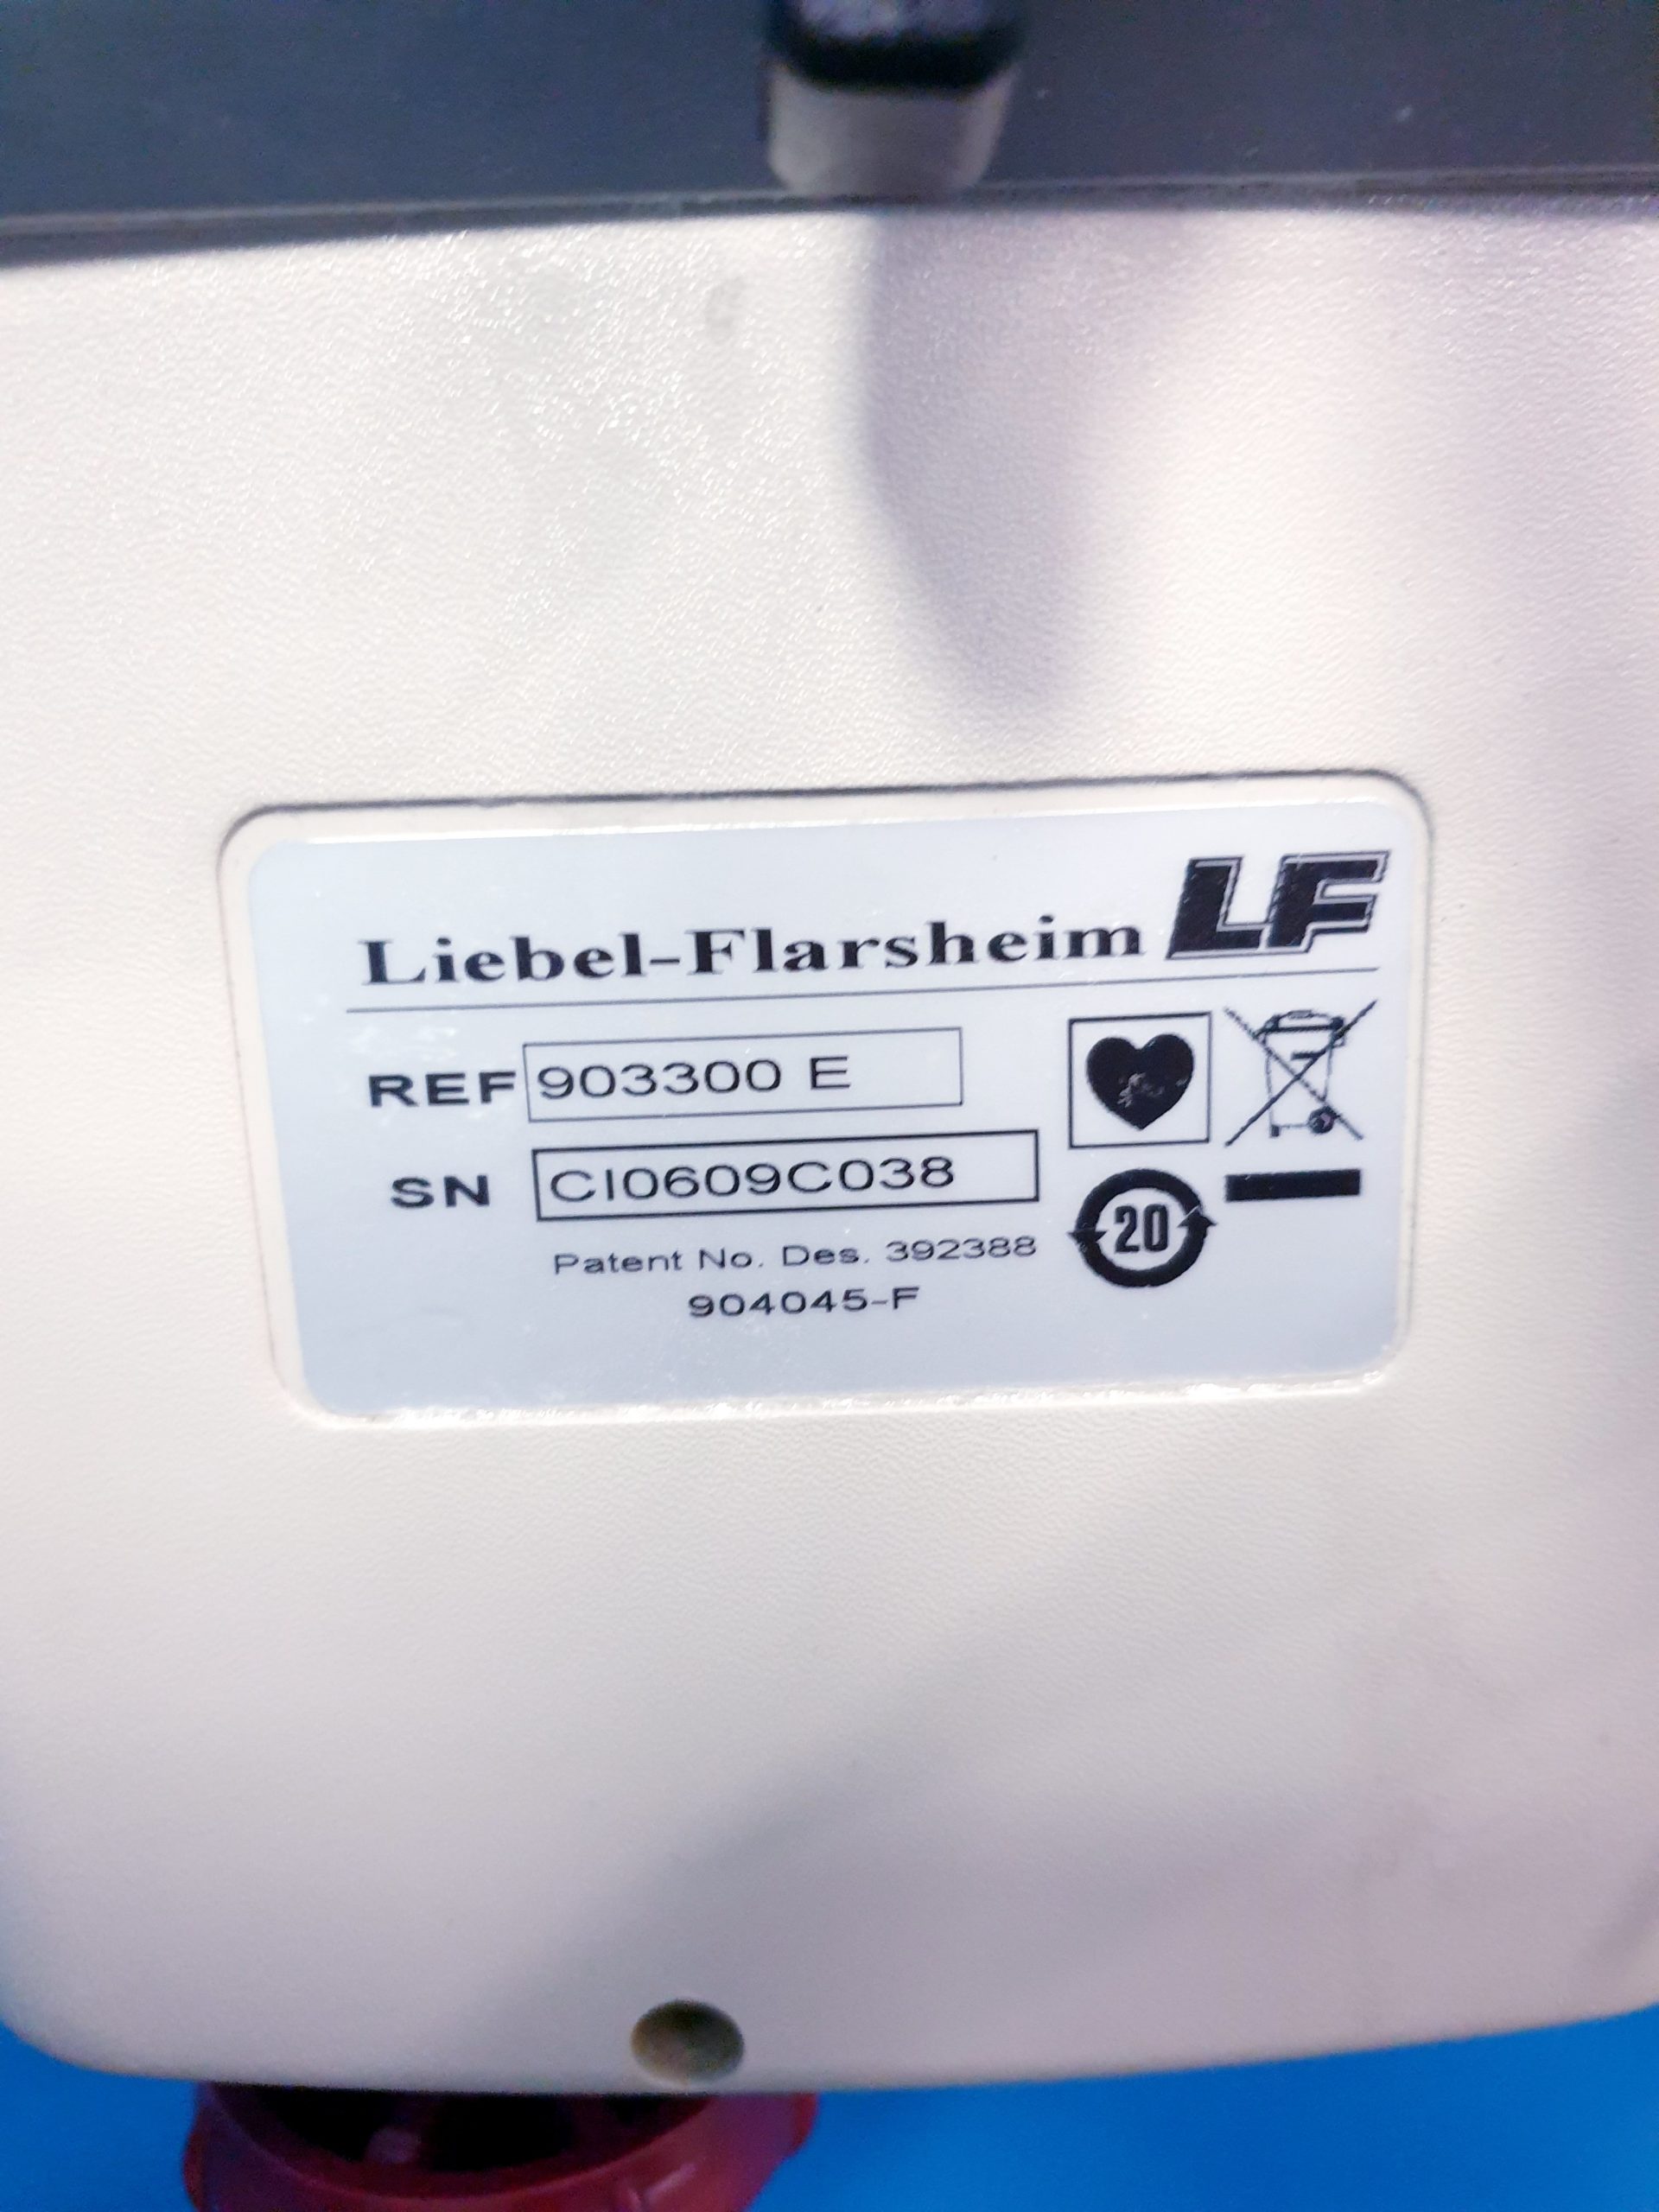 Liebel-Flarsheim LF
REF 903300 E
SN CI0609C038
20
Patent No. Des. 392388
904045-F